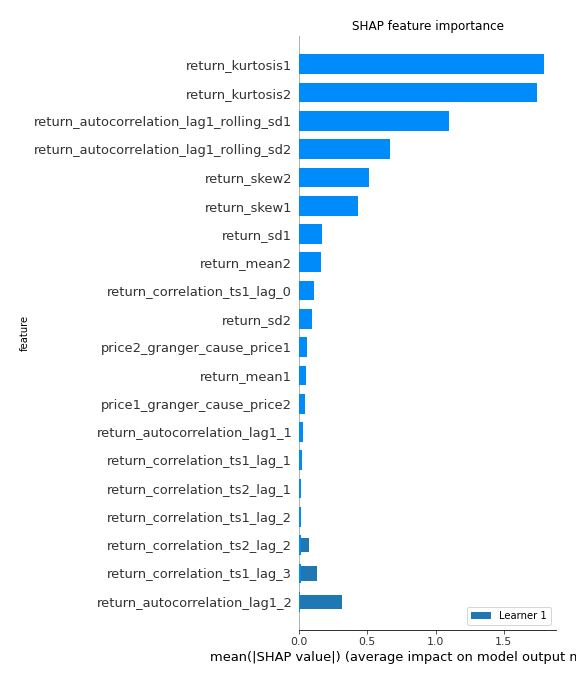 SHAP feature importance
return_kurtosis1
return_kurtosis2
return_autocorrelation_lag1_rolling_sd1
return_autocorrelation_lag1_rolling_sd2
return_skew2
return_skew1
return_sd1
return_mean2
return_correlation_ts1_lag_0
return_sd2
price2_granger_cause_price1
return_mean1
price1_granger_cause_price2
return_autocorrelation_lag1_1
return_correlation_ts1_lag_1
return_correlation_ts2_lag_1
return_correlation_ts1_lag_2
return_correlation_ts2_lag_2
return_correlation_ts1_lag_3
return_autocorrelation_lag1_2
feature
Learner 1
0.0 0.5 1.0 1.5
mean(|SHAP value|) (average impact on model output